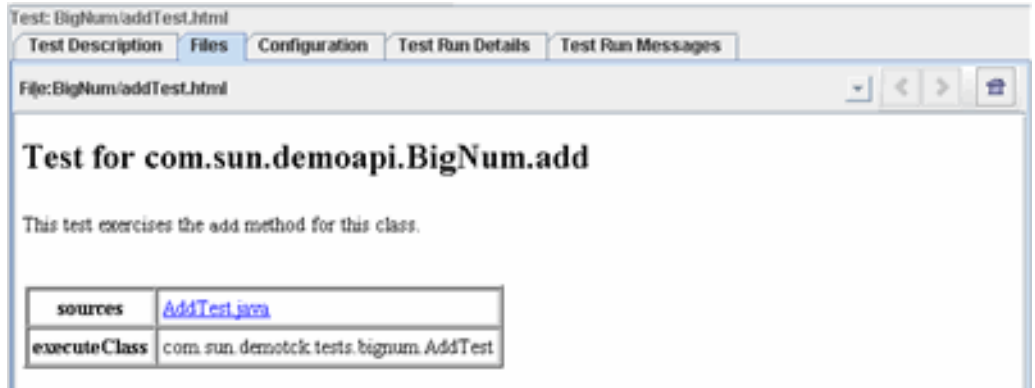 Test: BigNum/addTest.html
Test Description Files Configuration Test Run Details Test Run Messages
File:BigNum/addTest.html
Test for com.sun.demoapi.BigNum.add
This test exercises the add method for this class.
sources AddTest.java
executeClass com.sun.demotck.tests.bignum.AddTest